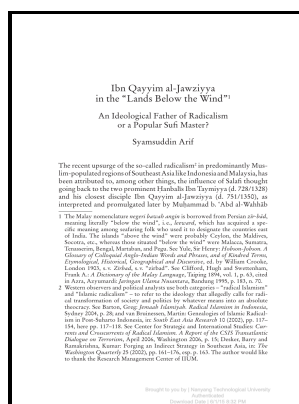 Ibn Qayyim al-Jawziyya
in the “Lands Below the Wind”¹
An Ideological Father of Radicalism
or a Popular Sufi Master?
Syamsuddin Arif
The recent upsurge of the so-called radicalism² in predominantly Mus-
lim-populated regions of Southeast Asia like Indonesia and Malaysia, has
been attributed to, among other things, the influence of Salafi thought
going back to the two prominent Hanbalis Ibn Taymiyya (d. 728/1328)
and his closest disciple Ibn Qayyim al-Jawziyya (d. 751/1350), as
interpreted and promulgated later by Muḥammad b. ʿAbd al-Wahhāb
1 The Malay nomenclature negeri bawah angin is borrowed from Persian zīr-bād,
meaning literally “below the wind”, i.e., leeward, which has acquired a spe-
cific meaning among seafaring folk who used it to designate the countries east
of India. The islands “above the wind” were probably Ceylon, the Maldives,
Socotra, etc., whereas those situated “below the wind” were Malacca, Sumatra,
Tenasserim, Bengal, Martaban, and Pegu. See Yule, Sir Henry: Hobson-Jobson. A
Glossary of Colloquial Anglo-Indian Words and Phrases, and of Kindred Terms,
Etymological, Historical, Geographical and Discursive, ed. by William Crooke,
London 1903, s. v. Zirbad, s. v. “zirbad”. See Clifford, Hugh and Swettenham,
Frank A.: A Dictionary of the Malay Language, Taiping 1894, vol. 1, p. 63, cited
in Azra, Azyumardi: Jaringan Ulama Nusantara, Bandung 1995, p. 183, n. 70.
2 Western observers and political analysts use both categories – “radical Islamism”
and “Islamic radicalism” – to refer to the ideology that allegedly calls for radi-
cal transformation of society and politics by whatever means into an absolute
theocracy. See Barton, Greg: Jemaah Islamiyah. Radical Islamism in Indonesia,
Sydney 2004, p. 28; and van Bruinessen, Martin: Genealogies of Islamic Radical-
ism in Post-Suharto Indonesia, in: South East Asia Research 10 (2002), pp. 117–
154, here pp. 117–118. See Center for Strategic and International Studies: Cur-
rents and Crosscurrents of Radical Islamism. A Report of the CSIS Transatlantic
Dialogue on Terrorism, April 2006, Washington 2006, p. 15; Desker, Barry and
Ramakrishna, Kumar: Forging an Indirect Strategy in Southeast Asia, in: The
Washington Quarterly 25 (2002), pp. 161–176, esp. p. 163. The author would like
to thank the Research Management Center of IIUM.
Brought to you by | Nanyang Technological University
Authenticated
Download Date | 6/1/15 8:32 PM